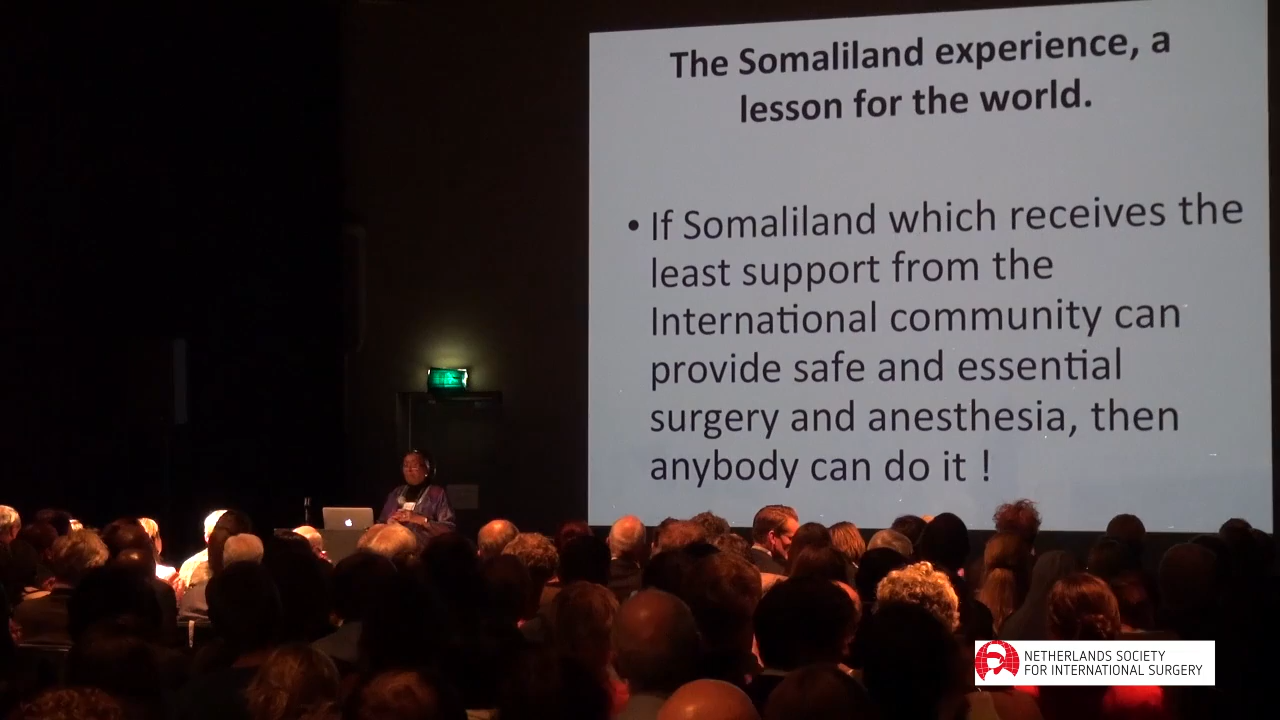 The Somaliland experience, a
lesson for the world.
• If Somaliland which receives the
least support from the
International community can
provide safe and essential
surgery and anesthesia, then
anybody can do it !
NETHERLANDS SOCIETY
FOR INTERNATIONAL SURGERY